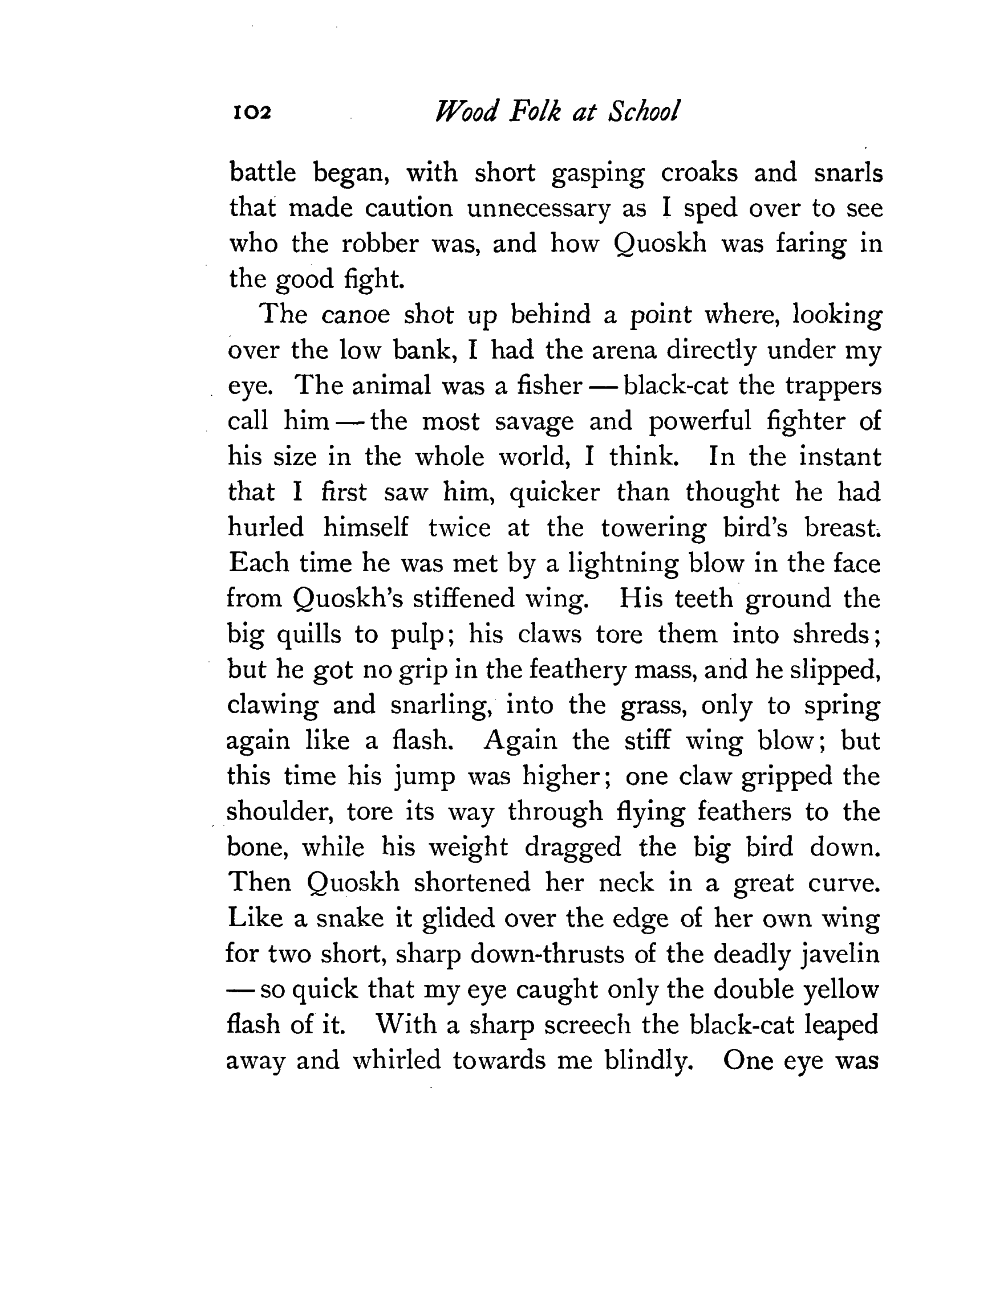 102 Wood Folk at School
battle began, with short gasping croaks and snarls
that made caution unnecessary as I sped over to see
who the robber was, and how Quoskh was faring in
the good fight.
The canoe shot up behind a point where, looking
over the low bank, I had the arena directly under my
eye. The animal was a fisher — black-cat the trappers
call him — the most savage and powerful fighter of
his size in the whole world, I think. In the instant
that I first saw him, quicker than thought he had
hurled himself twice at the towering bird's breast.
Each time he was met by a lightning blow in the face
from Quoskh's stiffened wing. His teeth ground the
big quills to pulp; his claws tore them into shreds;
but he got no grip in the feathery mass, and he slipped,
clawing and snarling, into the grass, only to spring
again like a flash. Again the stiff wing blow; but
this time his jump was higher; one claw gripped the
shoulder, tore its way through flying feathers to the
bone, while his weight dragged the big bird down.
Then Quoskh shortened her neck in a great curve.
Like a snake it glided over the edge of her own wing
for two short, sharp down-thrusts of the deadly javelin
— so quick that my eye caught only the double yellow
flash of it. With a sharp screech the black-cat leaped
away and whirled towards me blindly. One eye was